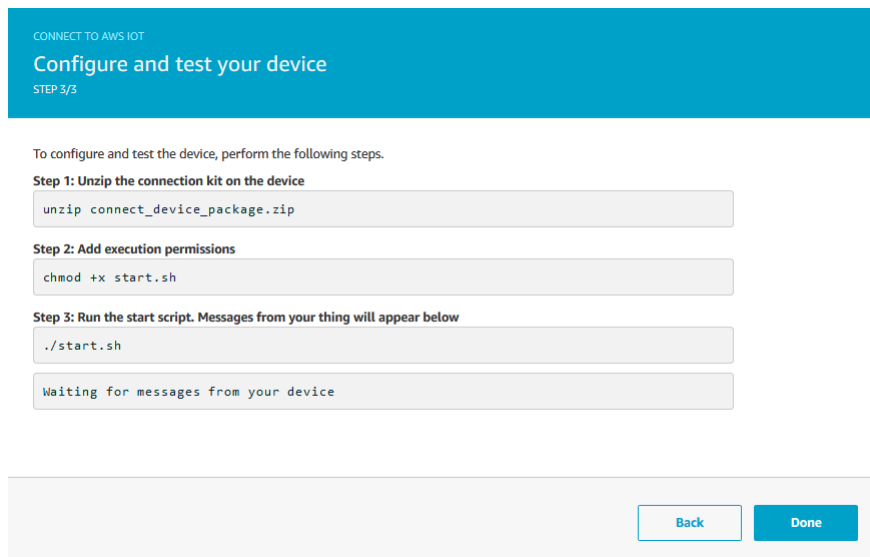 CONNECT TO AWS IOT
Configure and test your device
STEP 3/3
To configure and test the device, perform the following steps.
Step 1: Unzip the connection kit on the device
unzip connect_device_package.zip
Step 2: Add execution permissions
chmod +x start.sh
Step 3: Run the start script. Messages from your thing will appear below
./start.sh
Waiting for messages from your device
Back
Done